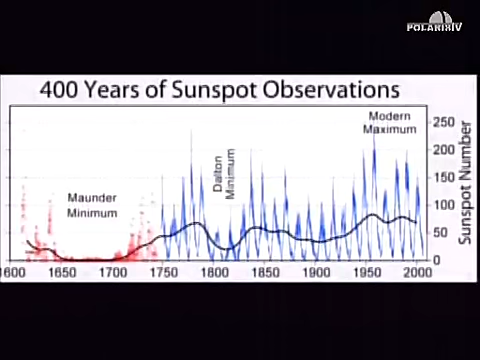 POLARIXIV
400 Years of Sunspot Observations
Modern
Maximum
Dalton
Minimum
Maunder
Minimum
250
200
150
100
50
0
Sunspot Number
1600
1650
1700
1750
1800
1850
1900
1950
2000